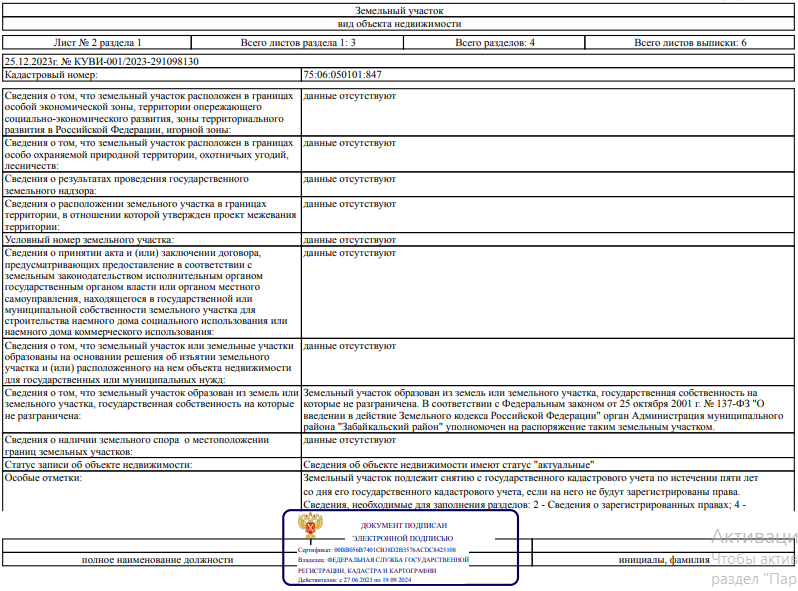 Земельный участок
вид объекта недвижимости
Лист № 2 раздела 1
Всего листов раздела 1: 3
Всего разделов: 4
Всего листов выписки: 6
25.12.2023г. № КУВИ-001/2023-291098130
Кадастровый номер:
75:06:050101:847
Сведения о том, что земельный участок расположен в границах
особой экономической зоны, территории опережающего
социально-экономического развития, зоны территориального
развития в Российской Федерации, игорной зоны:
данные отсутствуют
Сведения о том, что земельный участок расположен в границах
особо охраняемой природной территории, охотничьих угодий,
лесничеств:
данные отсутствуют
Сведения о результатах проведения государственного
земельного надзора:
данные отсутствуют
Сведения о расположении земельного участка в границах
территории, в отношении которой утвержден проект межевания
территории:
данные отсутствуют
Условный номер земельного участка:
данные отсутствуют
Сведения о принятии акта и (или) заключении договора,
предусматривающих предоставление в соответствии с
земельным законодательством исполнительным органом
государственным органом власти или органом местного
самоуправления, находящегося в государственной или
муниципальной собственности земельного участка для
строительства наемного дома социального использования или
наемного дома коммерческого использования:
данные отсутствуют
Сведения о том, что земельный участок или земельные участки
образованы на основании решения об изъятии земельного
участка и (или) расположенного на нем объекта недвижимости
для государственных или муниципальных нужд:
данные отсутствуют
Сведения о том, что земельный участок образован из земель или
земельного участка, государственная собственность на которые
не разграничена:
Земельный участок образован из земель или земельного участка, государственная собственность на
которые не разграничена. В соответствии с Федеральным законом от 25 октября 2001 г. № 137-ФЗ "О
введении в действие Земельного кодекса Российской Федерации" орган Администрация муниципального
района "Забайкальский район" уполномочен на распоряжение таким земельным участком.
Сведения о наличии земельного спора о местоположении
границ земельных участков:
данные отсутствуют
Статус записи об объекте недвижимости:
Сведения об объекте недвижимости имеют статус "актуальные"
Особые отметки:
Земельный участок подлежит снятию с государственного кадастрового учета по истечении пяти лет
со дня его государственного кадастрового учета, если на него не будут зарегистрированы права.
Сведения, необходимые для заполнения разделов: 2 - Сведения о зарегистрированных правах; 4 -
ДОКУМЕНТ ПОДПИСАН
ЭЛЕКТРОННОЙ ПОДПИСЬЮ
Сертификат: 00BB056B7401CB38D2B3576ACDC8425108
Владелец: ФЕДЕРАЛЬНАЯ СЛУЖБА ГОСУДАРСТВЕННОЙ
РЕГИСТРАЦИИ, КАДАСТРА И КАРТОГРАФИИ
Действителен: с 27.06.2023 по 19.09.2024
полное наименование должности
инициалы, фамилия
Активаци
Чтобы актив
раздел "Пар